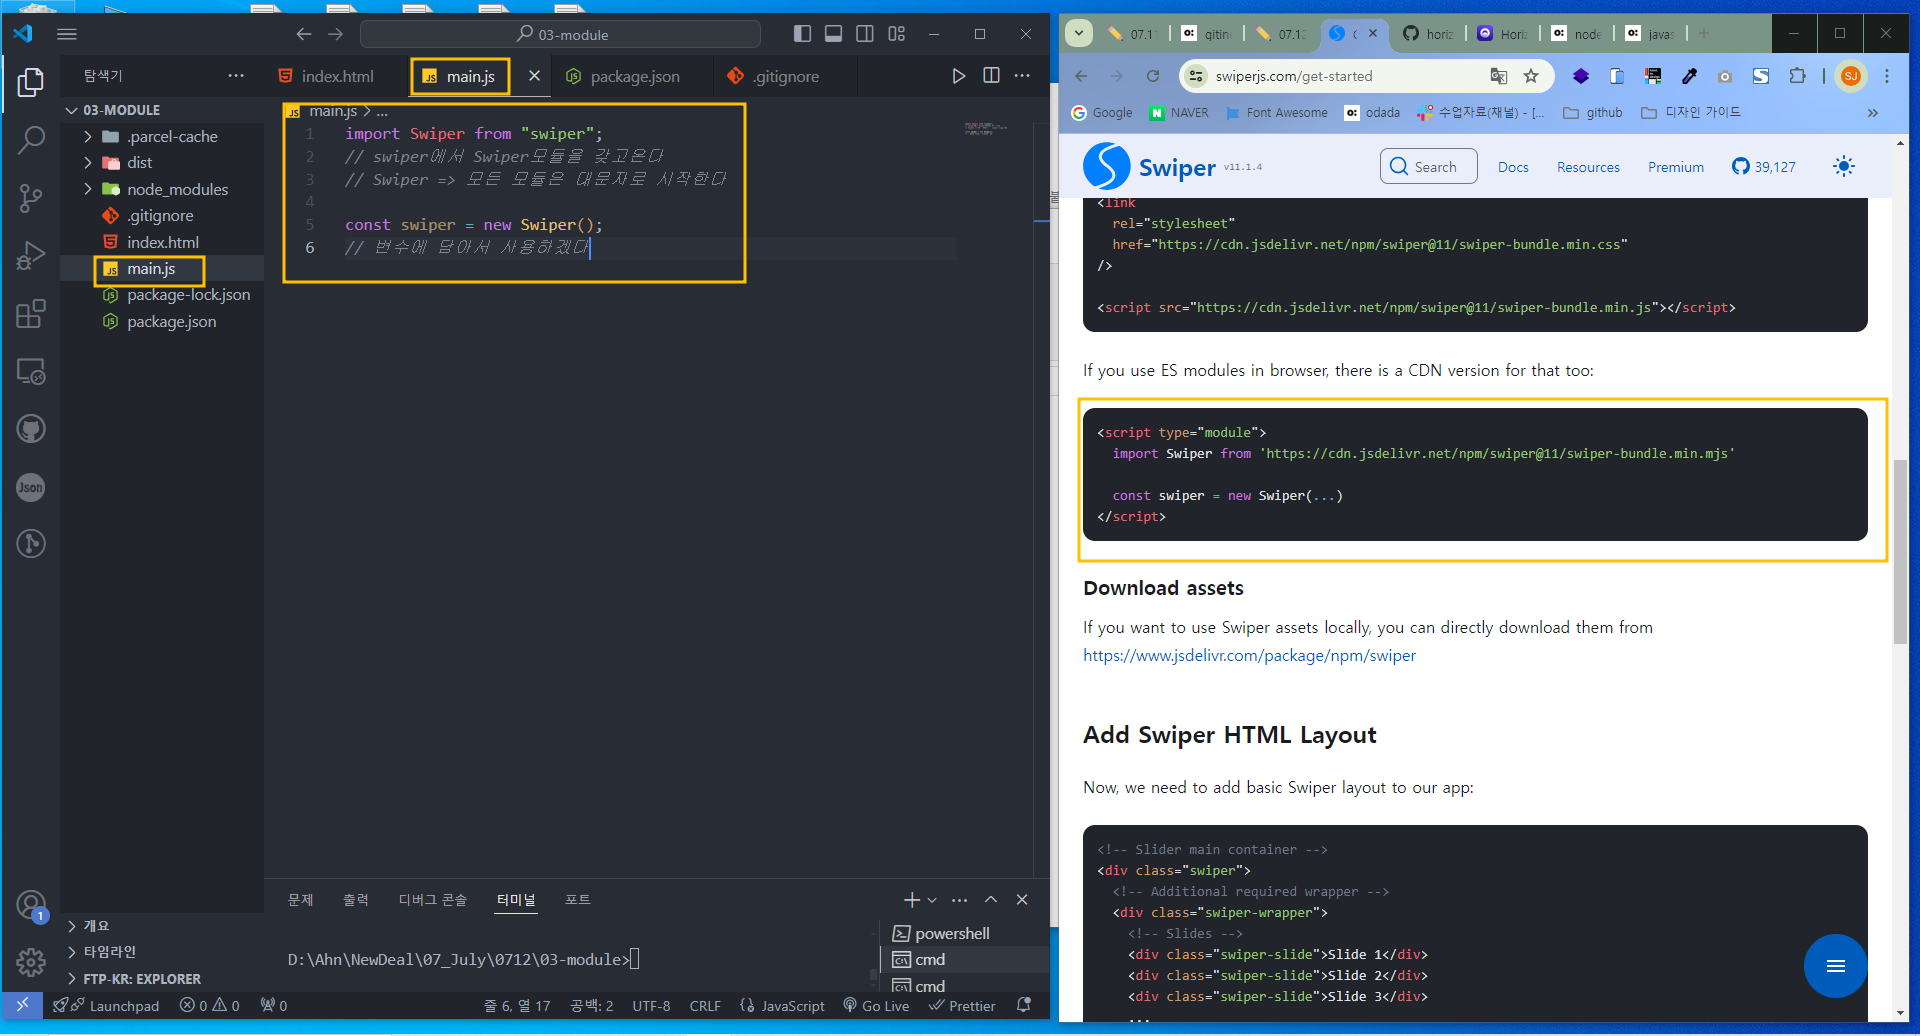 03-module
탐색기
index.html
main.js
package.json
.gitignore
03-MODULE
.parcel-cache
dist
node_modules
.gitignore
index.html
main.js
package-lock.json
package.json
main.js > ...
1 import Swiper from "swiper";
2 // swiper에서 Swiper모듈을 갖고온다
3 // Swiper => 모든 모듈은 대문자로 시작한다
4
5 const swiper = new Swiper();
6 // 변수에 담아서 사용하겠다
Json
1
개요
타임라인
FTP-KR: EXPLORER
문제 출력 디버그 콘솔 터미널 포트
D:\Ahn\NewDeal\07_July\0712\03-module>
powershell
cmd
cmd
Launchpad 0 0 0 줄 6, 열 17 공백: 2 UTF-8 CRLF JavaScript Go Live Prettier
07.1 qitin 07.12 horiz Hori node javas
swiperjs.com/get-started
SJ
Google NAVER Font Awesome odada 수업자료(채널) - [... github 디자인 가이드
Swiper v11.1.4 Search Docs Resources Premium 39,127
<link
rel="stylesheet"
href="https://cdn.jsdelivr.net/npm/swiper@11/swiper-bundle.min.css"
/>
<script src="https://cdn.jsdelivr.net/npm/swiper@11/swiper-bundle.min.js"></script>
If you use ES modules in browser, there is a CDN version for that too:
<script type="module">
import Swiper from 'https://cdn.jsdelivr.net/npm/swiper@11/swiper-bundle.min.mjs'
const swiper = new Swiper(...)
</script>
Download assets
If you want to use Swiper assets locally, you can directly download them from
https://www.jsdelivr.com/package/npm/swiper
Add Swiper HTML Layout
Now, we need to add basic Swiper layout to our app:
<!-- Slider main container -->
<div class="swiper">
<!-- Additional required wrapper -->
<div class="swiper-wrapper">
<!-- Slides -->
<div class="swiper-slide">Slide 1</div>
<div class="swiper-slide">Slide 2</div>
<div class="swiper-slide">Slide 3</div>
...